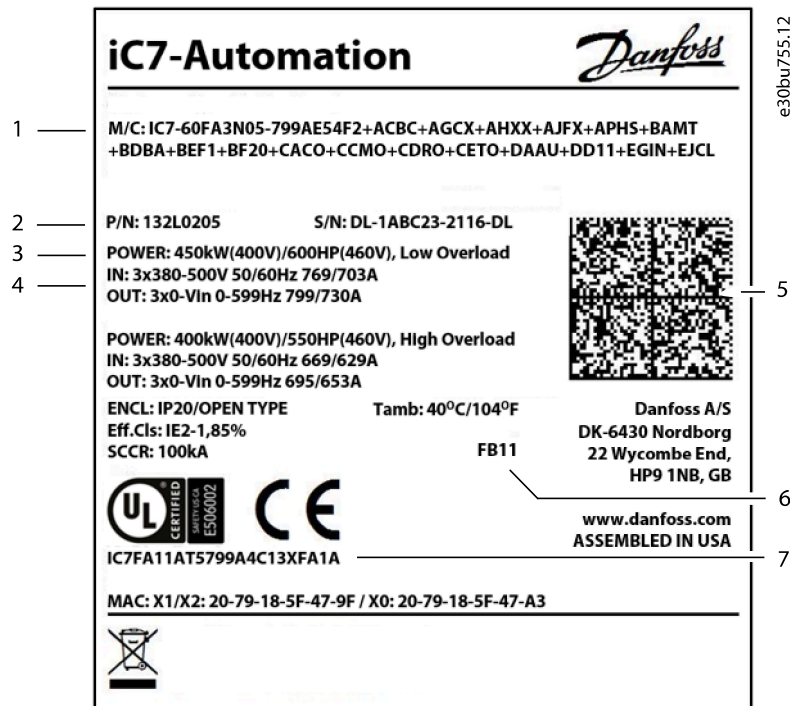 iC7-Automation
Danfoss
e30bu755.12
1
M/C: IC7-60FA3N05-799AE54F2+ACBC+AGCX+AHXX+AJFX+APHS+BAMT
+BDBA+BEF1+BF20+CACO+CCMO+CDRO+CETO+DAAU+DD11+EGIN+EJCL
2
P/N: 132L0205 S/N: DL-1ABC23-2116-DL
3
POWER: 450kW(400V)/600HP(460V), Low Overload
4
IN: 3x380-500V 50/60Hz 769/703A
OUT: 3x0-Vin 0-599Hz 799/730A
5
POWER: 400kW(400V)/550HP(460V), High Overload
IN: 3x380-500V 50/60Hz 669/629A
OUT: 3x0-Vin 0-599Hz 695/653A
ENCL: IP20/OPEN TYPE Tamb: 40°C/104°F
Eff.Cls: IE2-1,85%
SCCR: 100kA
FB11
6
Danfoss A/S
DK-6430 Nordborg
22 Wycombe End,
HP9 1NB, GB
UL
CERTIFIED
SAFETY US CA
E506002
CE
www.danfoss.com
ASSEMBLED IN USA
IC7FA11AT5799A4C13XFA1A
7
MAC: X1/X2: 20-79-18-5F-47-9F / X0: 20-79-18-5F-47-A3